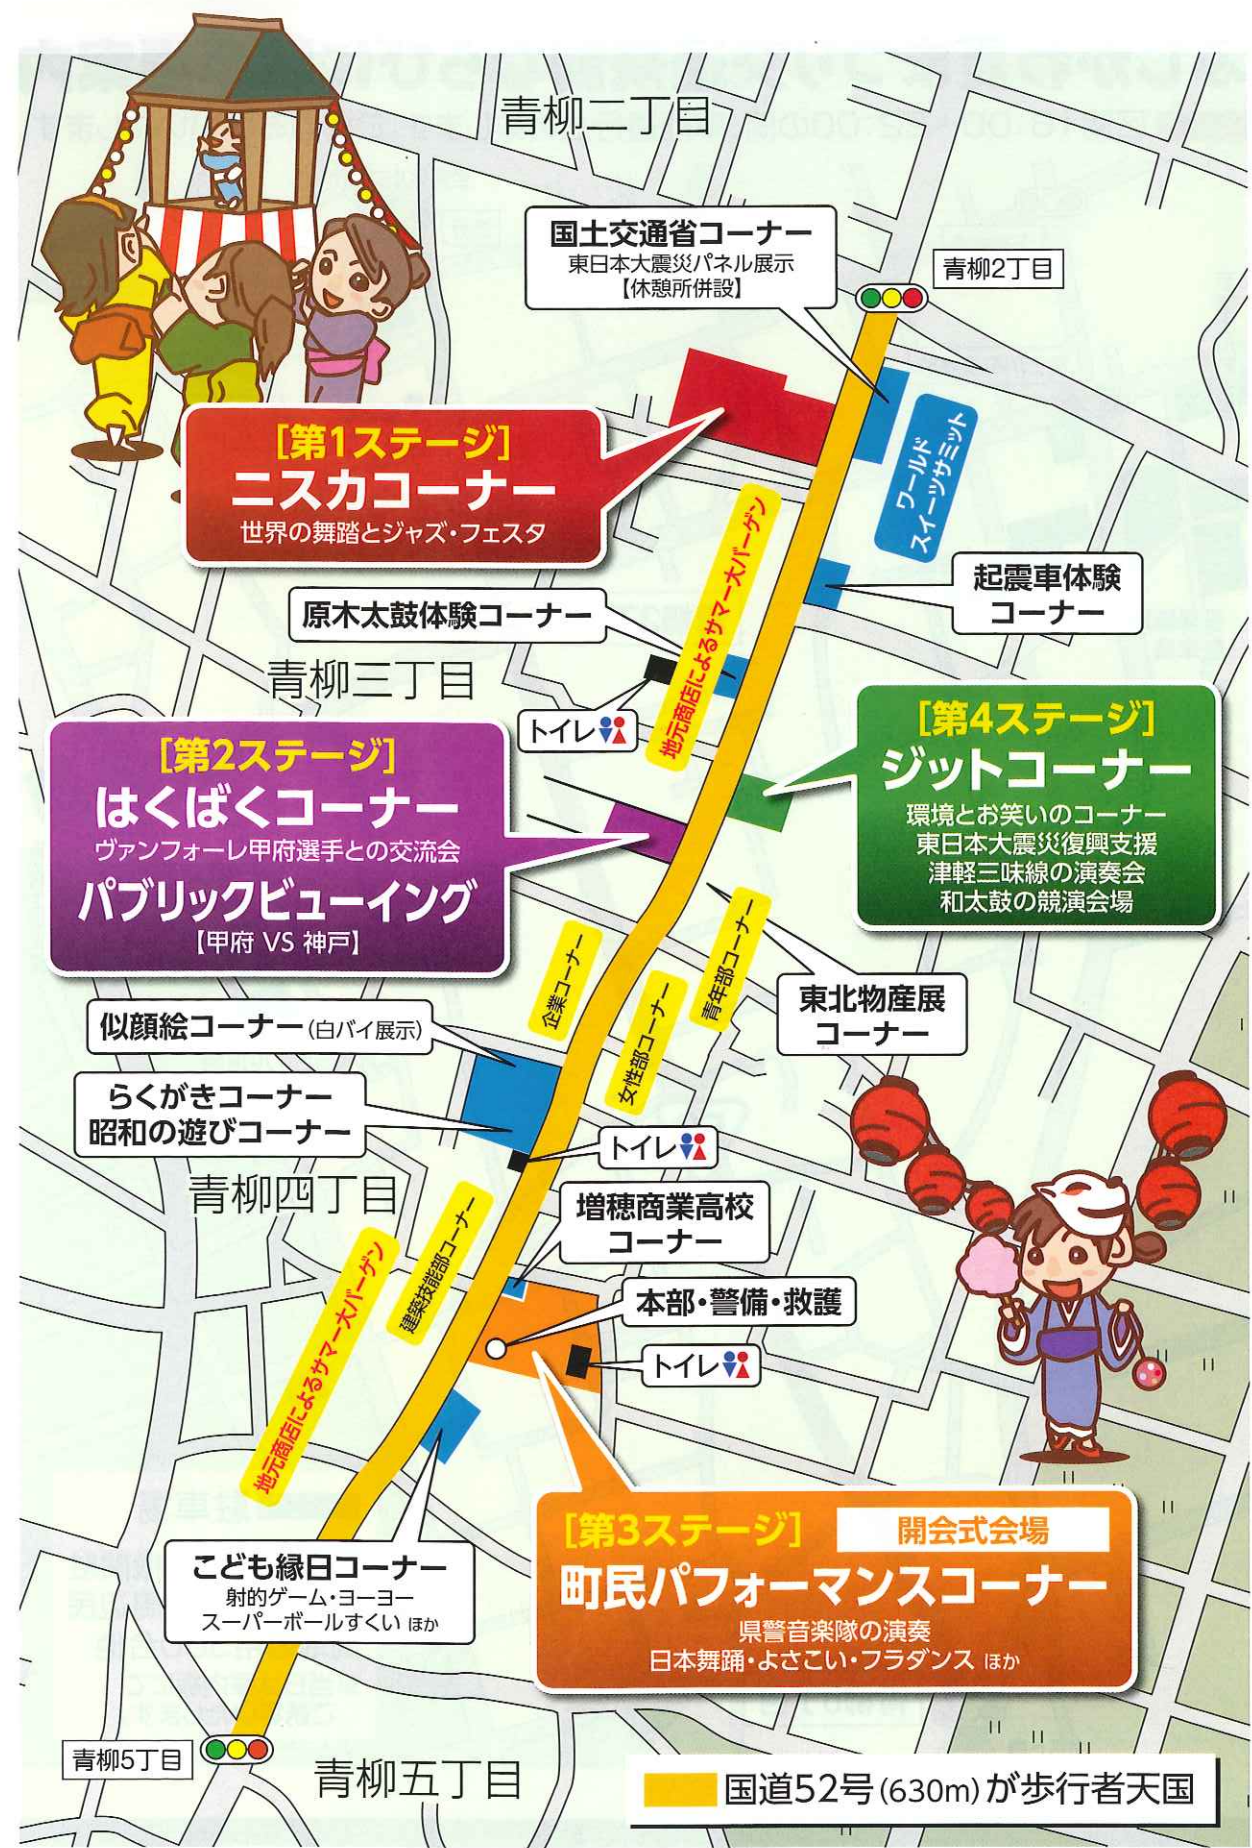 青柳二丁目
国土交通省コーナー
東日本大震災パネル展示
【休憩所併設】
青柳2丁目
[第1ステージ]
ニスカコーナー
世界の舞踏とジャズ・フェスタ
ワールド
スイーツサミット
地元商店によるサマー大バーゲン
起震車体験
コーナー
原木太鼓体験コーナー
青柳三丁目
トイレ
[第2ステージ]
はくばくコーナー
ヴァンフォーレ甲府選手との交流会
パブリックビューイング
【甲府 VS 神戸】
[第4ステージ]
ジットコーナー
環境とお笑いのコーナー
東日本大震災復興支援
津軽三味線の演奏会
和太鼓の競演会場
企業コーナー
青年部コーナー
女性部コーナー
東北物産展
コーナー
似顔絵コーナー(白バイ展示)
らくがきコーナー
昭和の遊びコーナー
トイレ
青柳四丁目
増穂商業高校
コーナー
建築技能部コーナー
地元商店によるサマー大バーゲン
本部・警備・救護
トイレ
[第3ステージ] 開会式会場
町民パフォーマンスコーナー
県警音楽隊の演奏
日本舞踊・よさこい・フラダンス ほか
こども縁日コーナー
射的ゲーム・ヨーヨー
スーパーボールすくい ほか
青柳5丁目
青柳五丁目
国道52号(630m)が歩行者天国